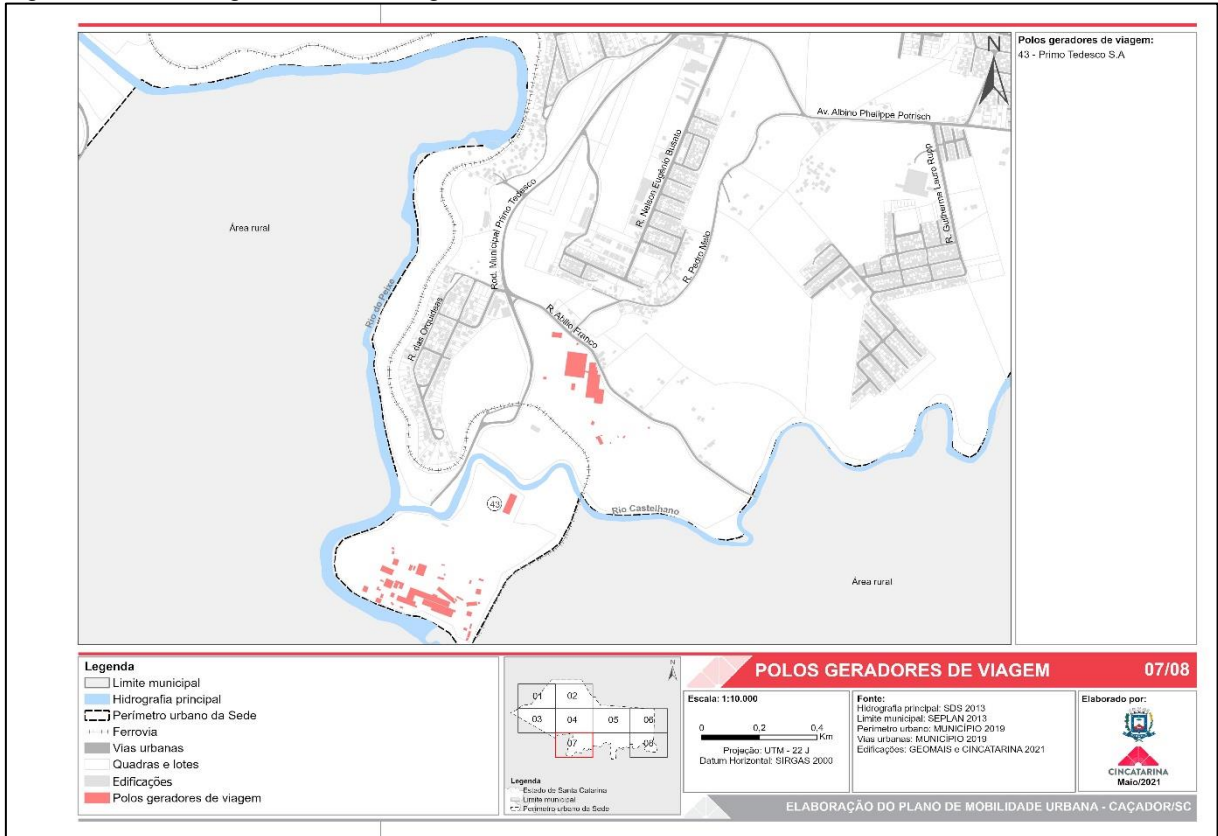 Polos geradores de viagem:
43 - Primo Tedesco S.A
N
Av. Albino Phelippe Potrisch
R. Nelson Eugênio Busato
R. Guilherme Lauro Rupp
Rod. Municipal Primo Tedesco
R. Pedro Melo
Área rural
Rio do Peixe
R. das Orquideas
R. Abílio Franco
43
Rio Castelhano
Área rural
Legenda
Limite municipal
Hidrografia principal
Perímetro urbano da Sede
Ferrovia
Vias urbanas
Quadras e lotes
Edificações
Polos geradores de viagem
N
01 02
03 04 05 06
07 08
Legenda
Estado de Santa Catarina
Limite municipal
Perímetro urbano da Sede
POLOS GERADORES DE VIAGEM 07/08
Escala: 1:10.000
0 0,2 0,4
Km
Projeção: UTM - 22 J
Datum Horizontal: SIRGAS 2000
Fonte:
Hidrografia principal: SDS 2013
Limite municipal: SEPLAN 2013
Perímetro urbano: MUNICÍPIO 2019
Vias urbanas: MUNICÍPIO 2019
Edificações: GEOMAIS e CINCATARINA 2021
Elaborado por:
CINCATARINA
Maio/2021
ELABORAÇÃO DO PLANO DE MOBILIDADE URBANA - CAÇADOR/SC